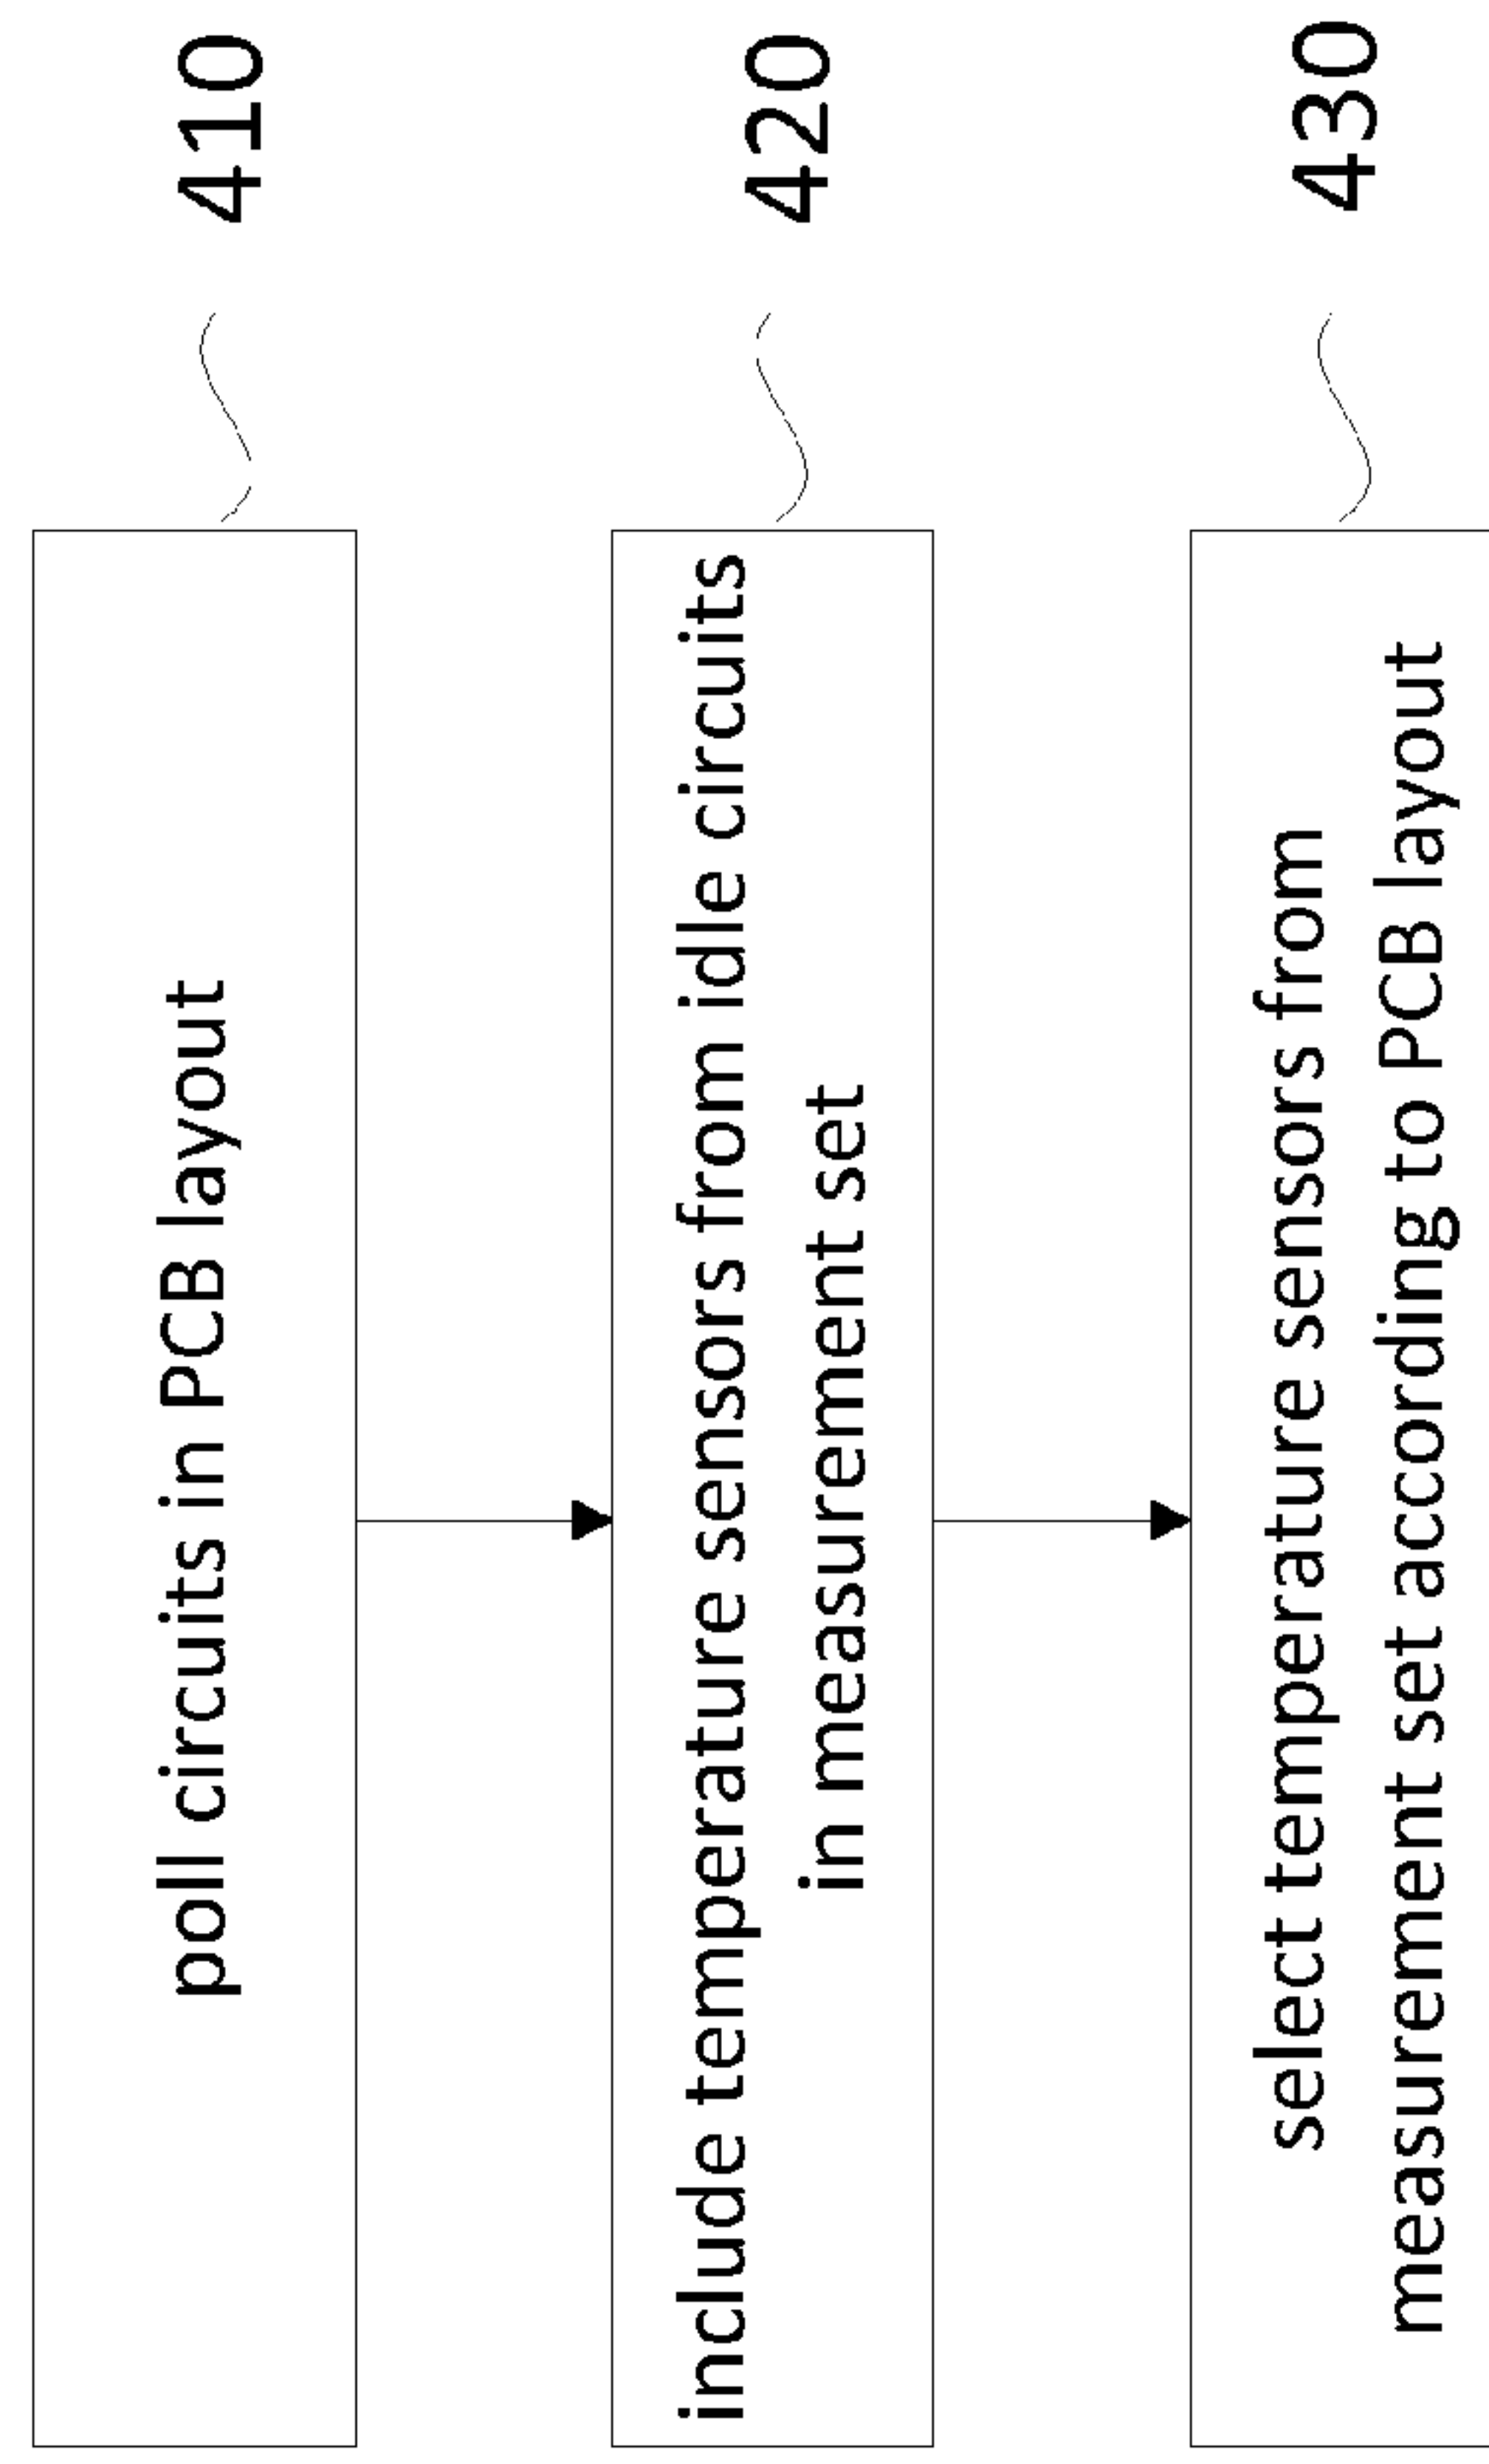 poll circuits in PCB layout
410
include temperature sensors from idle circuits
in measurement set
420
select temperature sensors from
measurement set according to PCB layout
430